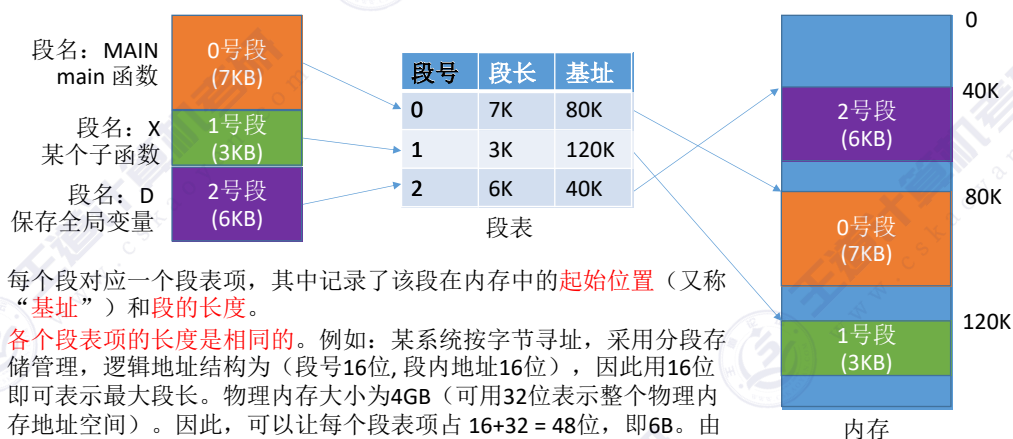 段名：MAIN
main 函数
0号段
(7KB)
段名：X
某个子函数
1号段
(3KB)
段名：D
保存全局变量
2号段
(6KB)
段号 段长 基址
0 7K 80K
1 3K 120K
2 6K 40K
段表
0
40K
2号段
(6KB)
80K
0号段
(7KB)
120K
1号段
(3KB)
内存
每个段对应一个段表项，其中记录了该段在内存中的起始位置（又称
“基址”）和段的长度。
各个段表项的长度是相同的。例如：某系统按字节寻址，采用分段存
储管理，逻辑地址结构为（段号16位, 段内地址16位），因此用16位
即可表示最大段长。物理内存大小为4GB（可用32位表示整个物理内
存地址空间）。因此，可以让每个段表项占 16+32 = 48位，即6B。由